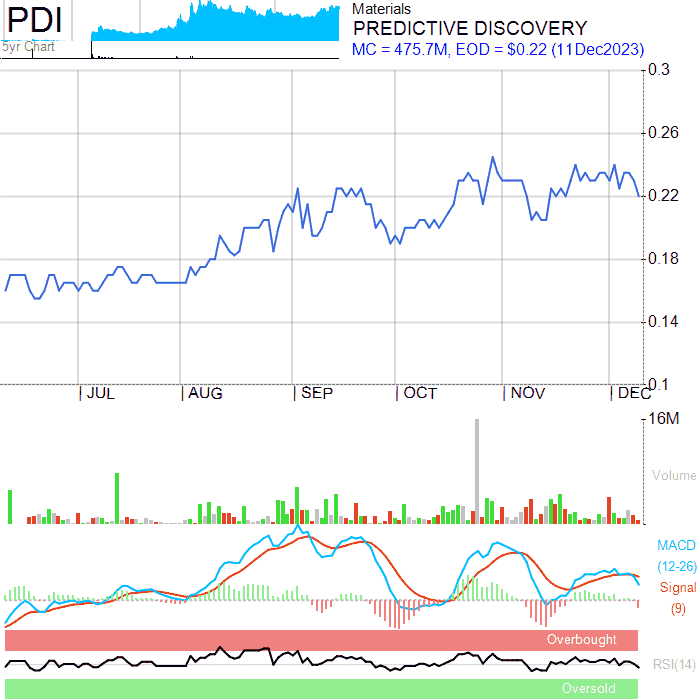 PDI
5yr Chart
Materials
PREDICTIVE DISCOVERY
MC = 475.7M, EOD = $0.22 (11Dec2023)
0.3
0.26
0.22
0.18
0.14
0.1
JUL AUG SEP OCT NOV DEC
16M
Volume
MACD
(12-26)
Signal
(9)
Overbought
RSI(14)
Oversold